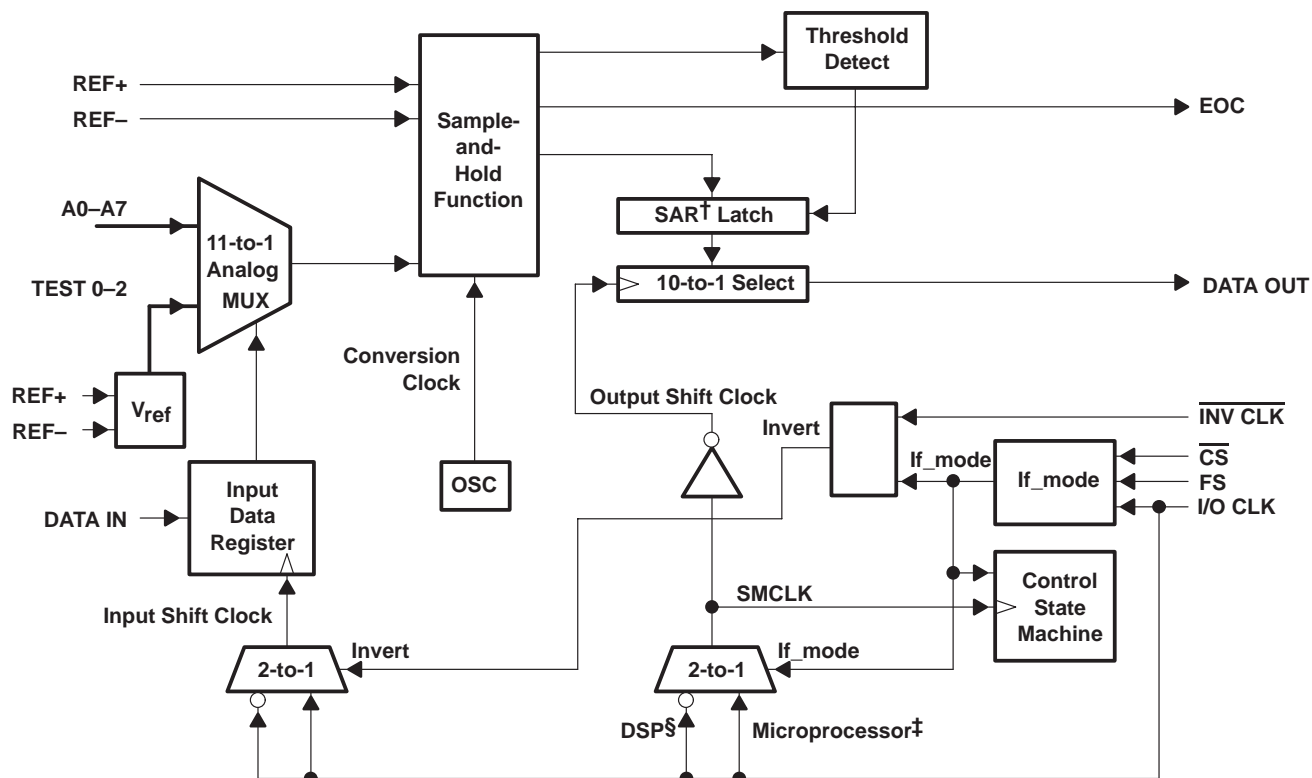 Threshold
Detect
REF+
REF–
Sample-
and-
Hold
Function
EOC
A0–A7
11-to-1
Analog
MUX
SAR† Latch
TEST 0–2
10-to-1 Select
DATA OUT
Conversion
Clock
REF+
REF–
Vref
Output Shift Clock
INV CLK
Invert
If_mode
CS
FS
I/O CLK
If_mode
OSC
Input
Data
Register
DATA IN
Control
State
Machine
SMCLK
Input Shift Clock
Invert
2-to-1
If_mode
2-to-1
DSP§
Microprocessor‡